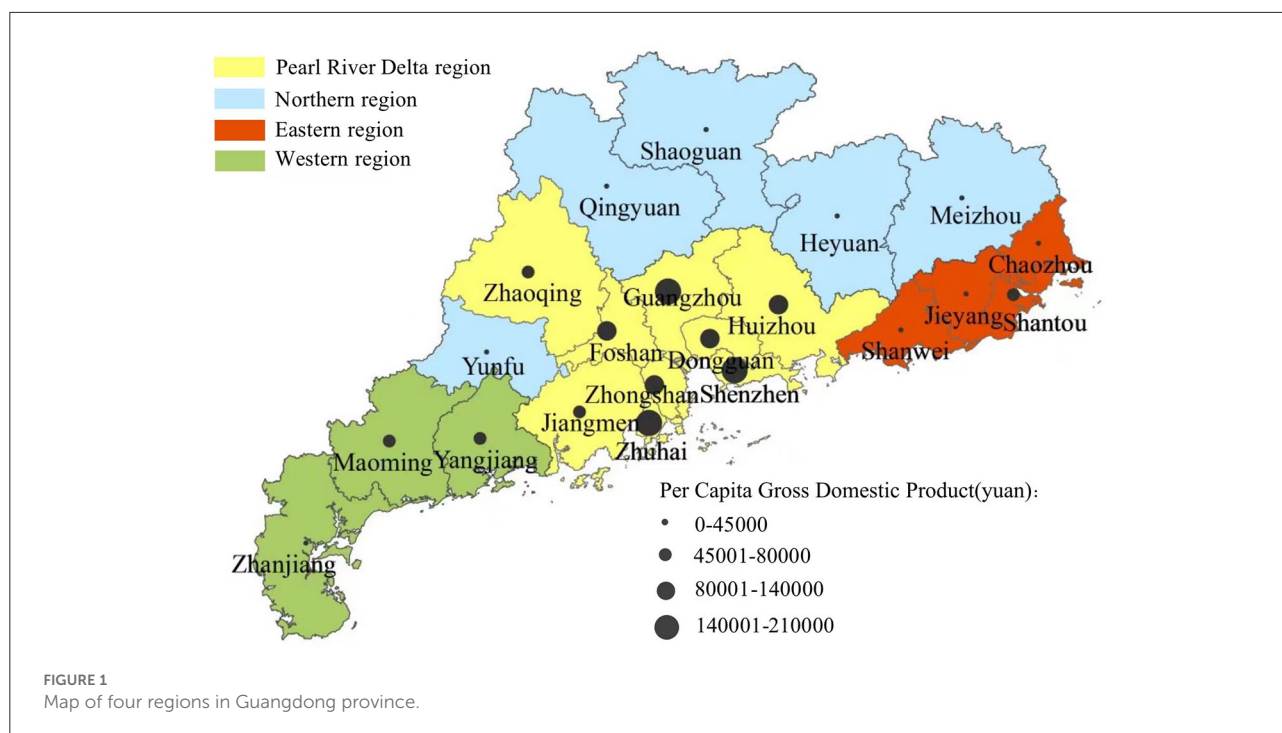 Pearl River Delta region
Northern region
Eastern region
Western region
Shaoguan
Qingyuan
Meizhou
Heyuan
Chaozhou
Zhaoqing
Guangzhou
Jieyang
Shantou
Huizhou
Shanwei
Foshan
Dongguan
Yunfu
Zhongshan
Shenzhen
Jiangmen
Zhuhai
Maoming
Yangjiang
Zhanjiang
Per Capita Gross Domestic Product(yuan):
0-45000
45001-80000
80001-140000
140001-210000
FIGURE 1
Map of four regions in Guangdong province.